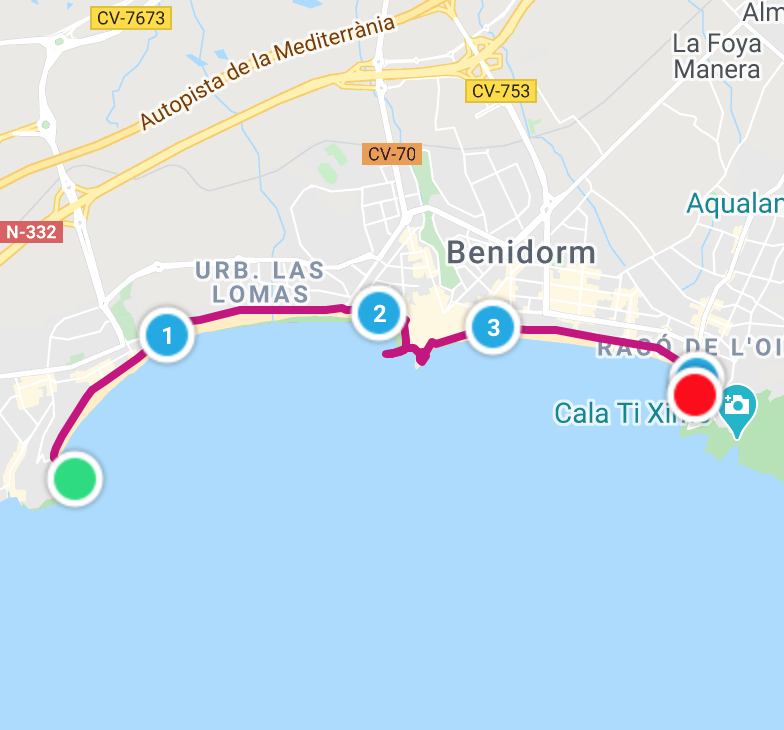 CV-7673
Alm
La Foya
Manera
Autopista de la Mediterrània
CV-753
CV-70
Aqualan
N-332
Benidorm
URB. LAS
LOMAS
1
2
3
RACÓ DE L'OI
Cala Ti Xi